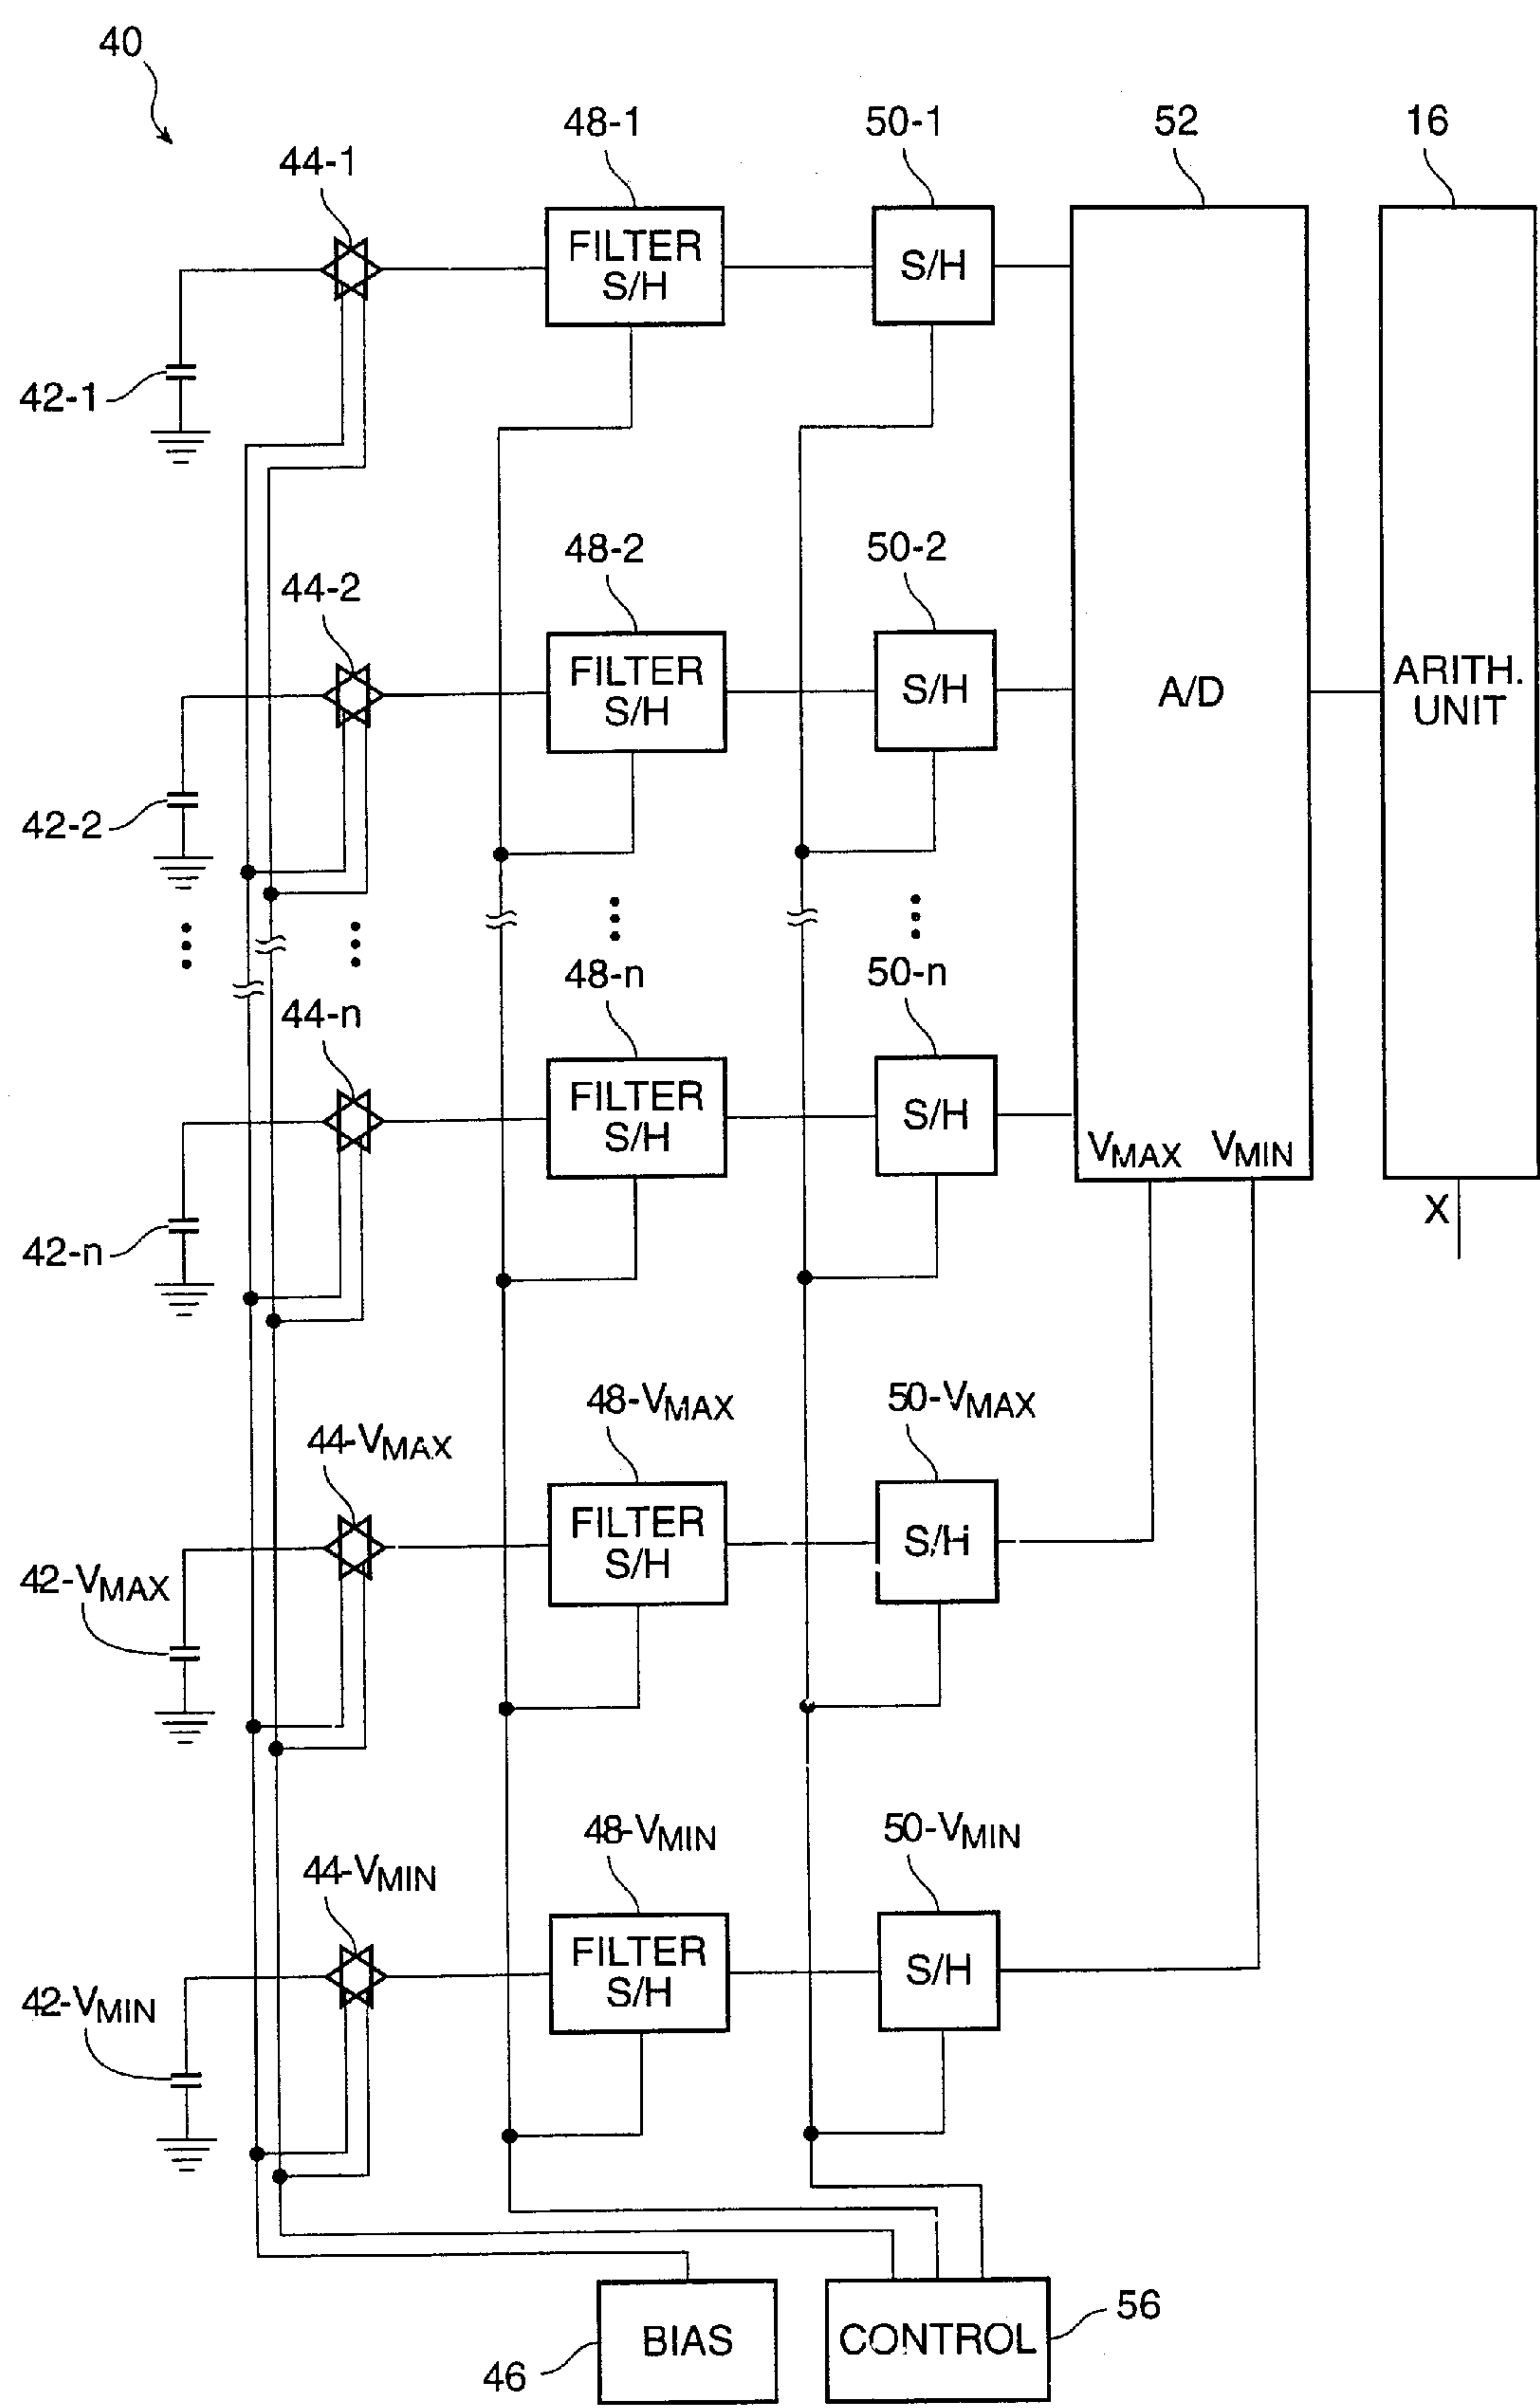 40
48-1
50-1
52
16
44-1
FILTER
S/H
S/H
42-1
48-2
50-2
44-2
FILTER
S/H
S/H
A/D
ARITH.
UNIT
42-2
48-n
50-n
44-n
FILTER
S/H
S/H
VMAX
VMIN
X
42-n
48-VMAX
50-VMAX
44-VMAX
FILTER
S/H
S/H
42-VMAX
48-VMIN
50-VMIN
44-VMIN
FILTER
S/H
S/H
42-VMIN
BIAS
CONTROL
56
46